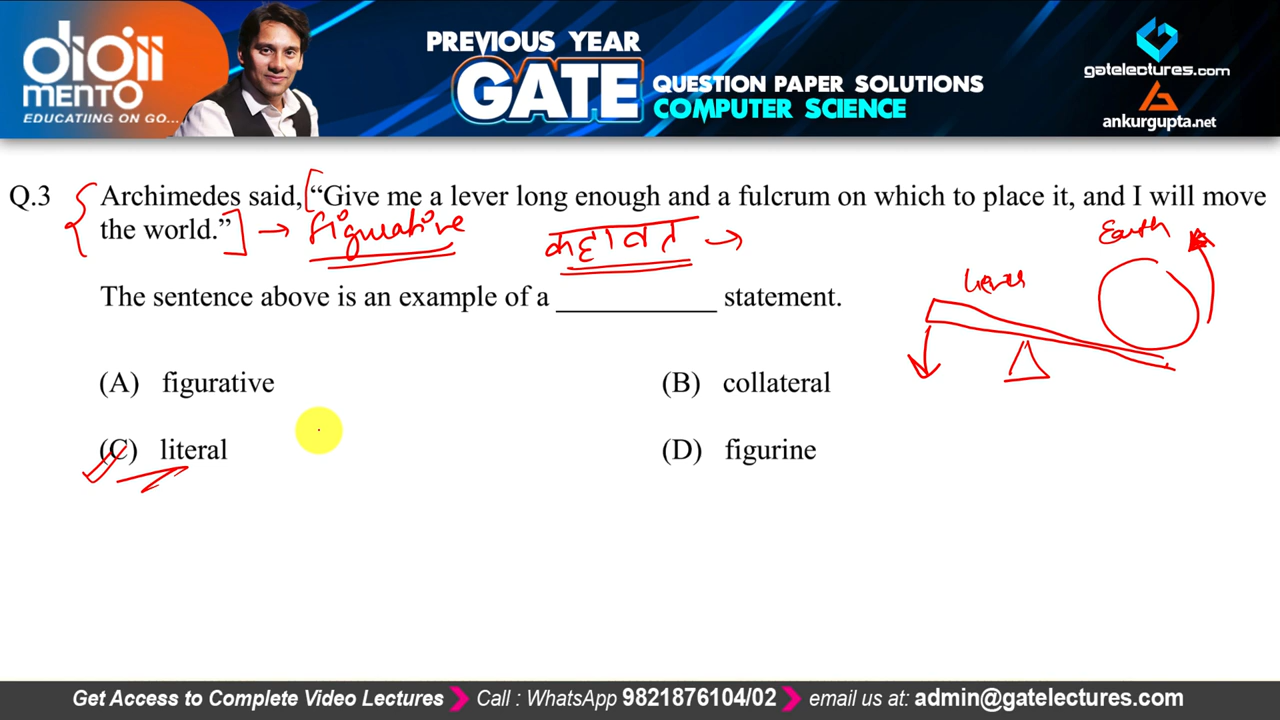 digii
MENTO
EDUCATIING ON GO...
PREVIOUS YEAR
GATE
QUESTION PAPER SOLUTIONS
COMPUTER SCIENCE
gatelectures.com
ankurgupta.net
Q.3 Archimedes said, “Give me a lever long enough and a fulcrum on which to place it, and I will move
the world.” → figurative कहावत →
Earth
lever
The sentence above is an example of a ____________ statement.
(A) figurative (B) collateral
(C) literal (D) figurine
Get Access to Complete Video Lectures Call : WhatsApp 9821876104/02 email us at: admin@gatelectures.com